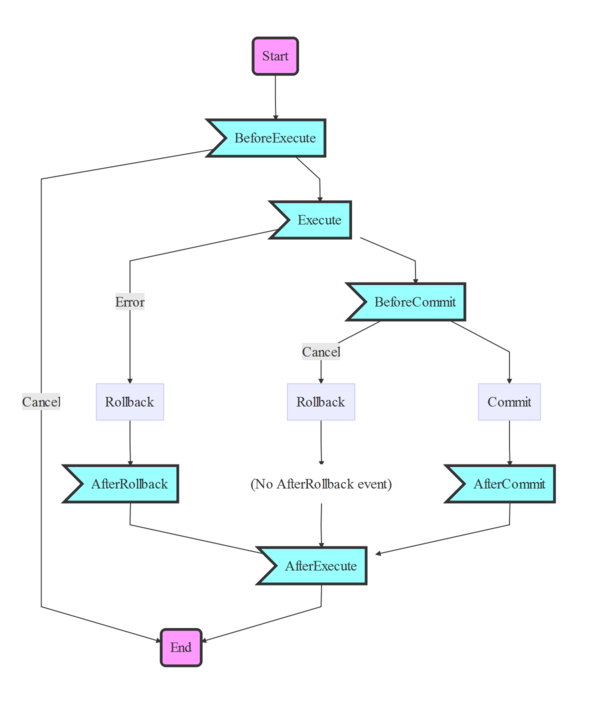 Start
BeforeExecute
Execute
Error
BeforeCommit
Cancel
Cancel
Rollback
Rollback
Commit
AfterRollback
(No AfterRollback event)
AfterCommit
AfterExecute
End